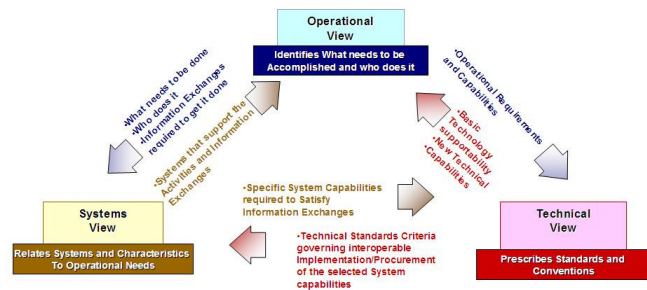 Operational
View
Identifies What needs to be
Accomplished and who does it
•What needs to be done
•Who does it
•Information Exchanges
required to get it done
•Systems that support the
Activities and Information
Exchanges
•Operational Requirements
and Capabilities
•Basic
Technology
supportability
•New Technical
•Capabilities
•Specific System Capabilities
required to Satisfy
Information Exchanges
Systems
View
Relates Systems and Characteristics
To Operational Needs
•Technical Standards Criteria
governing interoperable
Implementation/Procurement
of the selected System
capabilities
Technical
View
Prescribes Standards and
Conventions